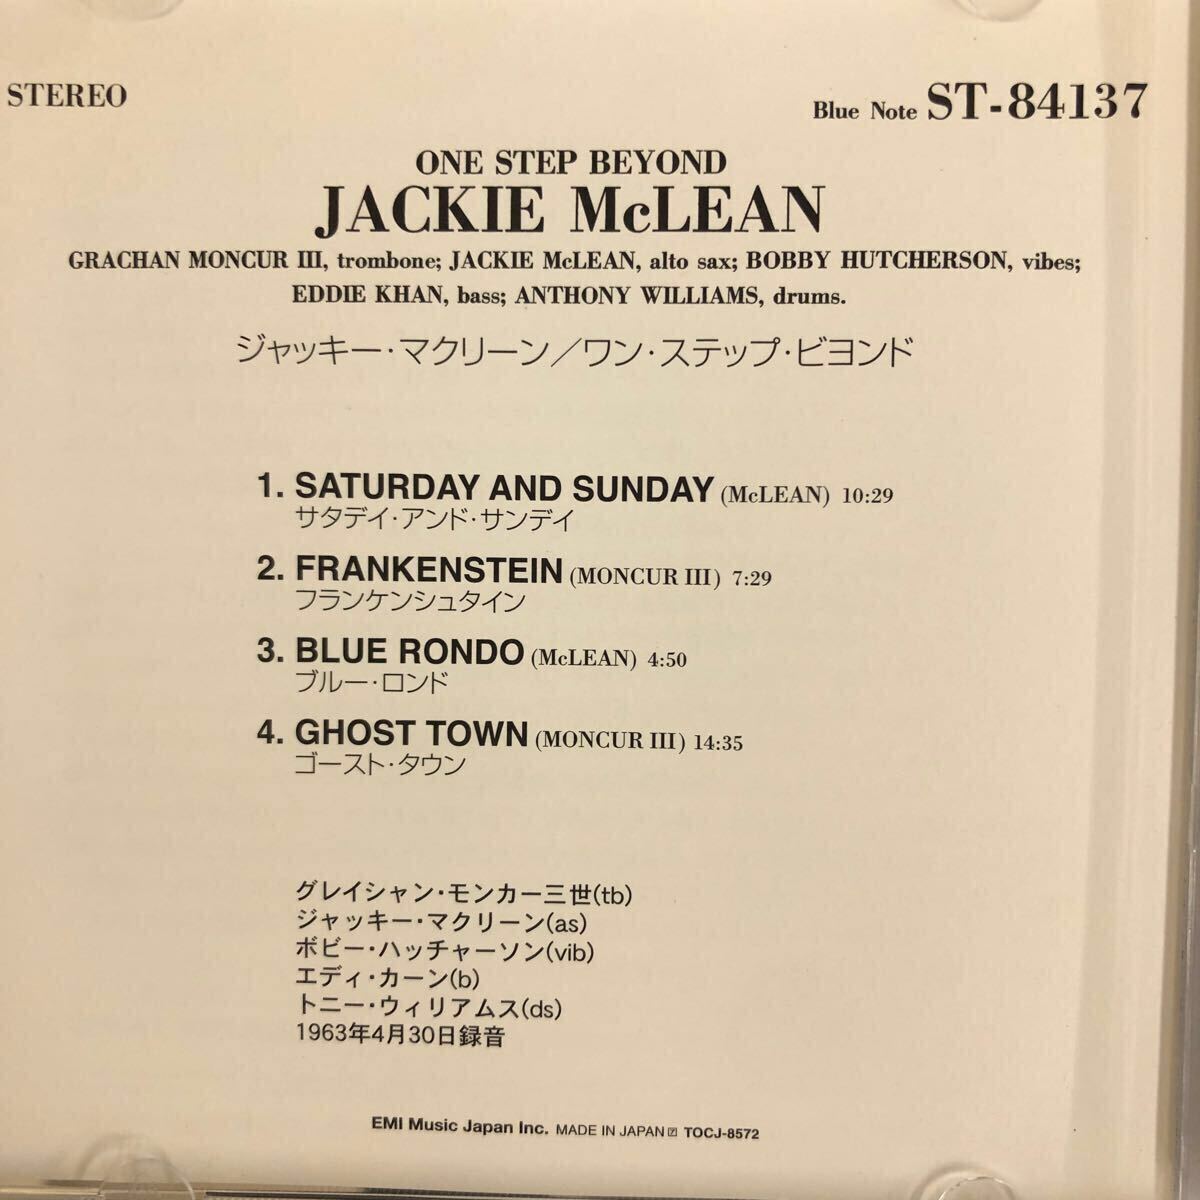 STEREO
Blue Note ST-84137
ONE STEP BEYOND
JACKIE McLEAN
GRACHAN MONCUR III, trombone; JACKIE McLEAN, alto sax; BOBBY HUTCHERSON, vibes;
EDDIE KHAN, bass; ANTHONY WILLIAMS, drums.
ジャッキー・マクリーン／ワン・ステップ・ビヨンド
1. SATURDAY AND SUNDAY (McLEAN) 10:29
サタデイ・アンド・サンデイ
2. FRANKENSTEIN (MONCUR III) 7:29
フランケンシュタイン
3. BLUE RONDO (McLEAN) 4:50
ブルー・ロンド
4. GHOST TOWN (MONCUR III) 14:35
ゴースト・タウン
グレイシャン・モンカー三世(tb)
ジャッキー・マクリーン(as)
ボビー・ハッチャーソン(vib)
エディ・カーン(b)
トニー・ウィリアムス(ds)
1963年4月30日録音
EMI Music Japan Inc. MADE IN JAPAN TOCJ-8572